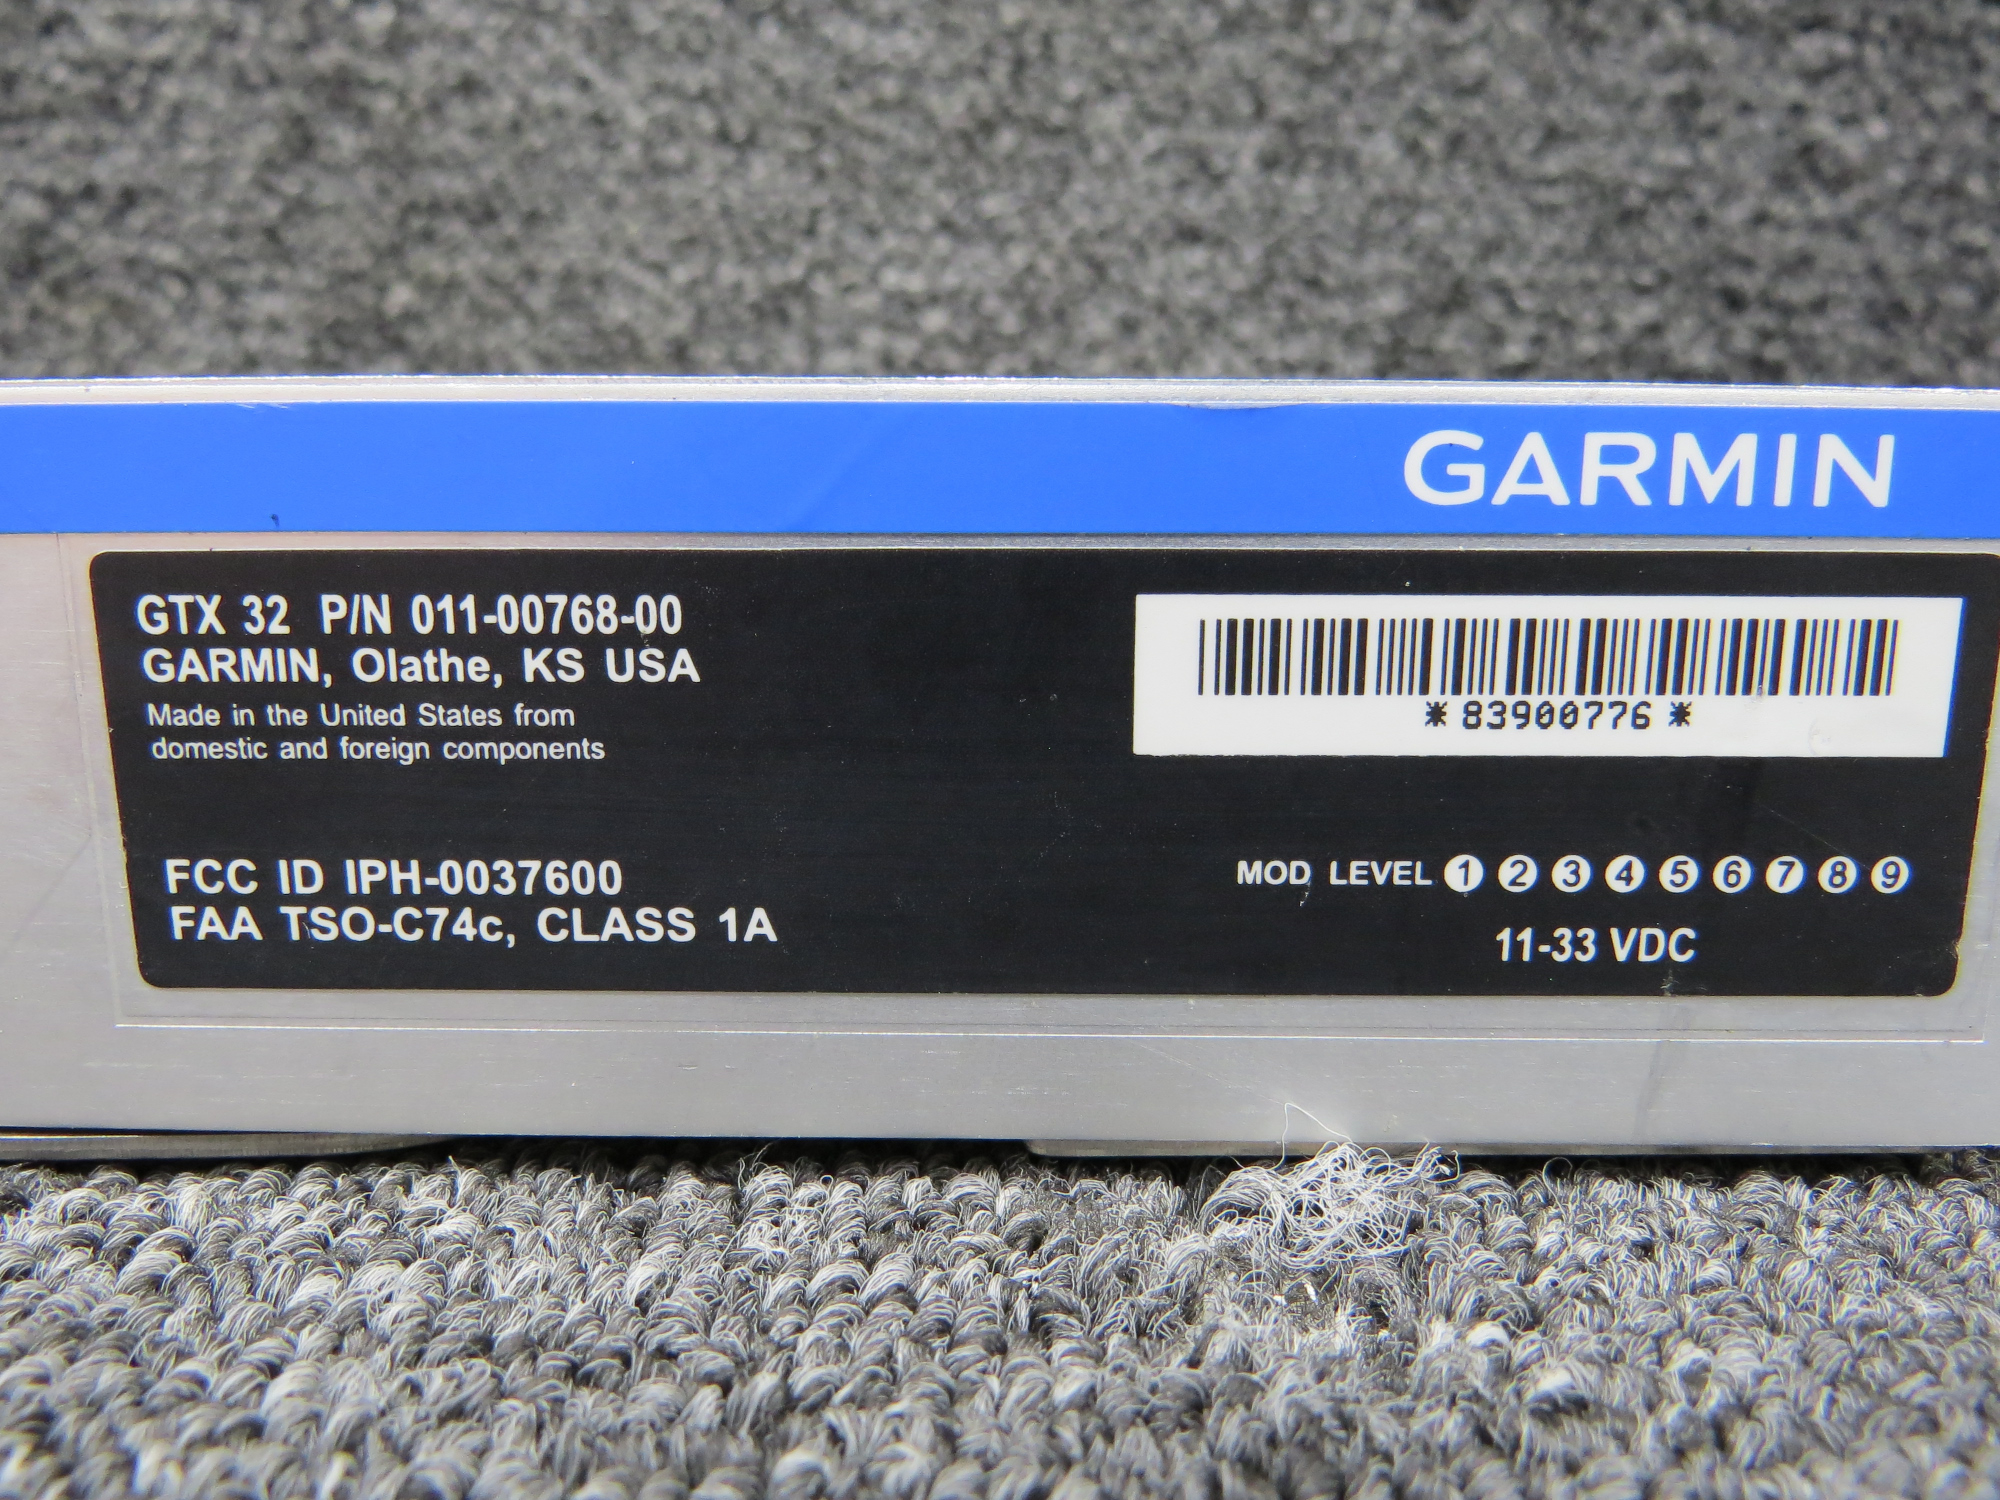 GARMIN
GTX 32 P/N 011-00768-00
GARMIN, Olathe, KS USA
Made in the United States from
domestic and foreign components
*83900776*
FCC ID IPH-0037600
FAA TSO-C74c, CLASS 1A
MOD LEVEL 1 2 3 4 5 6 7 8 9
11-33 VDC